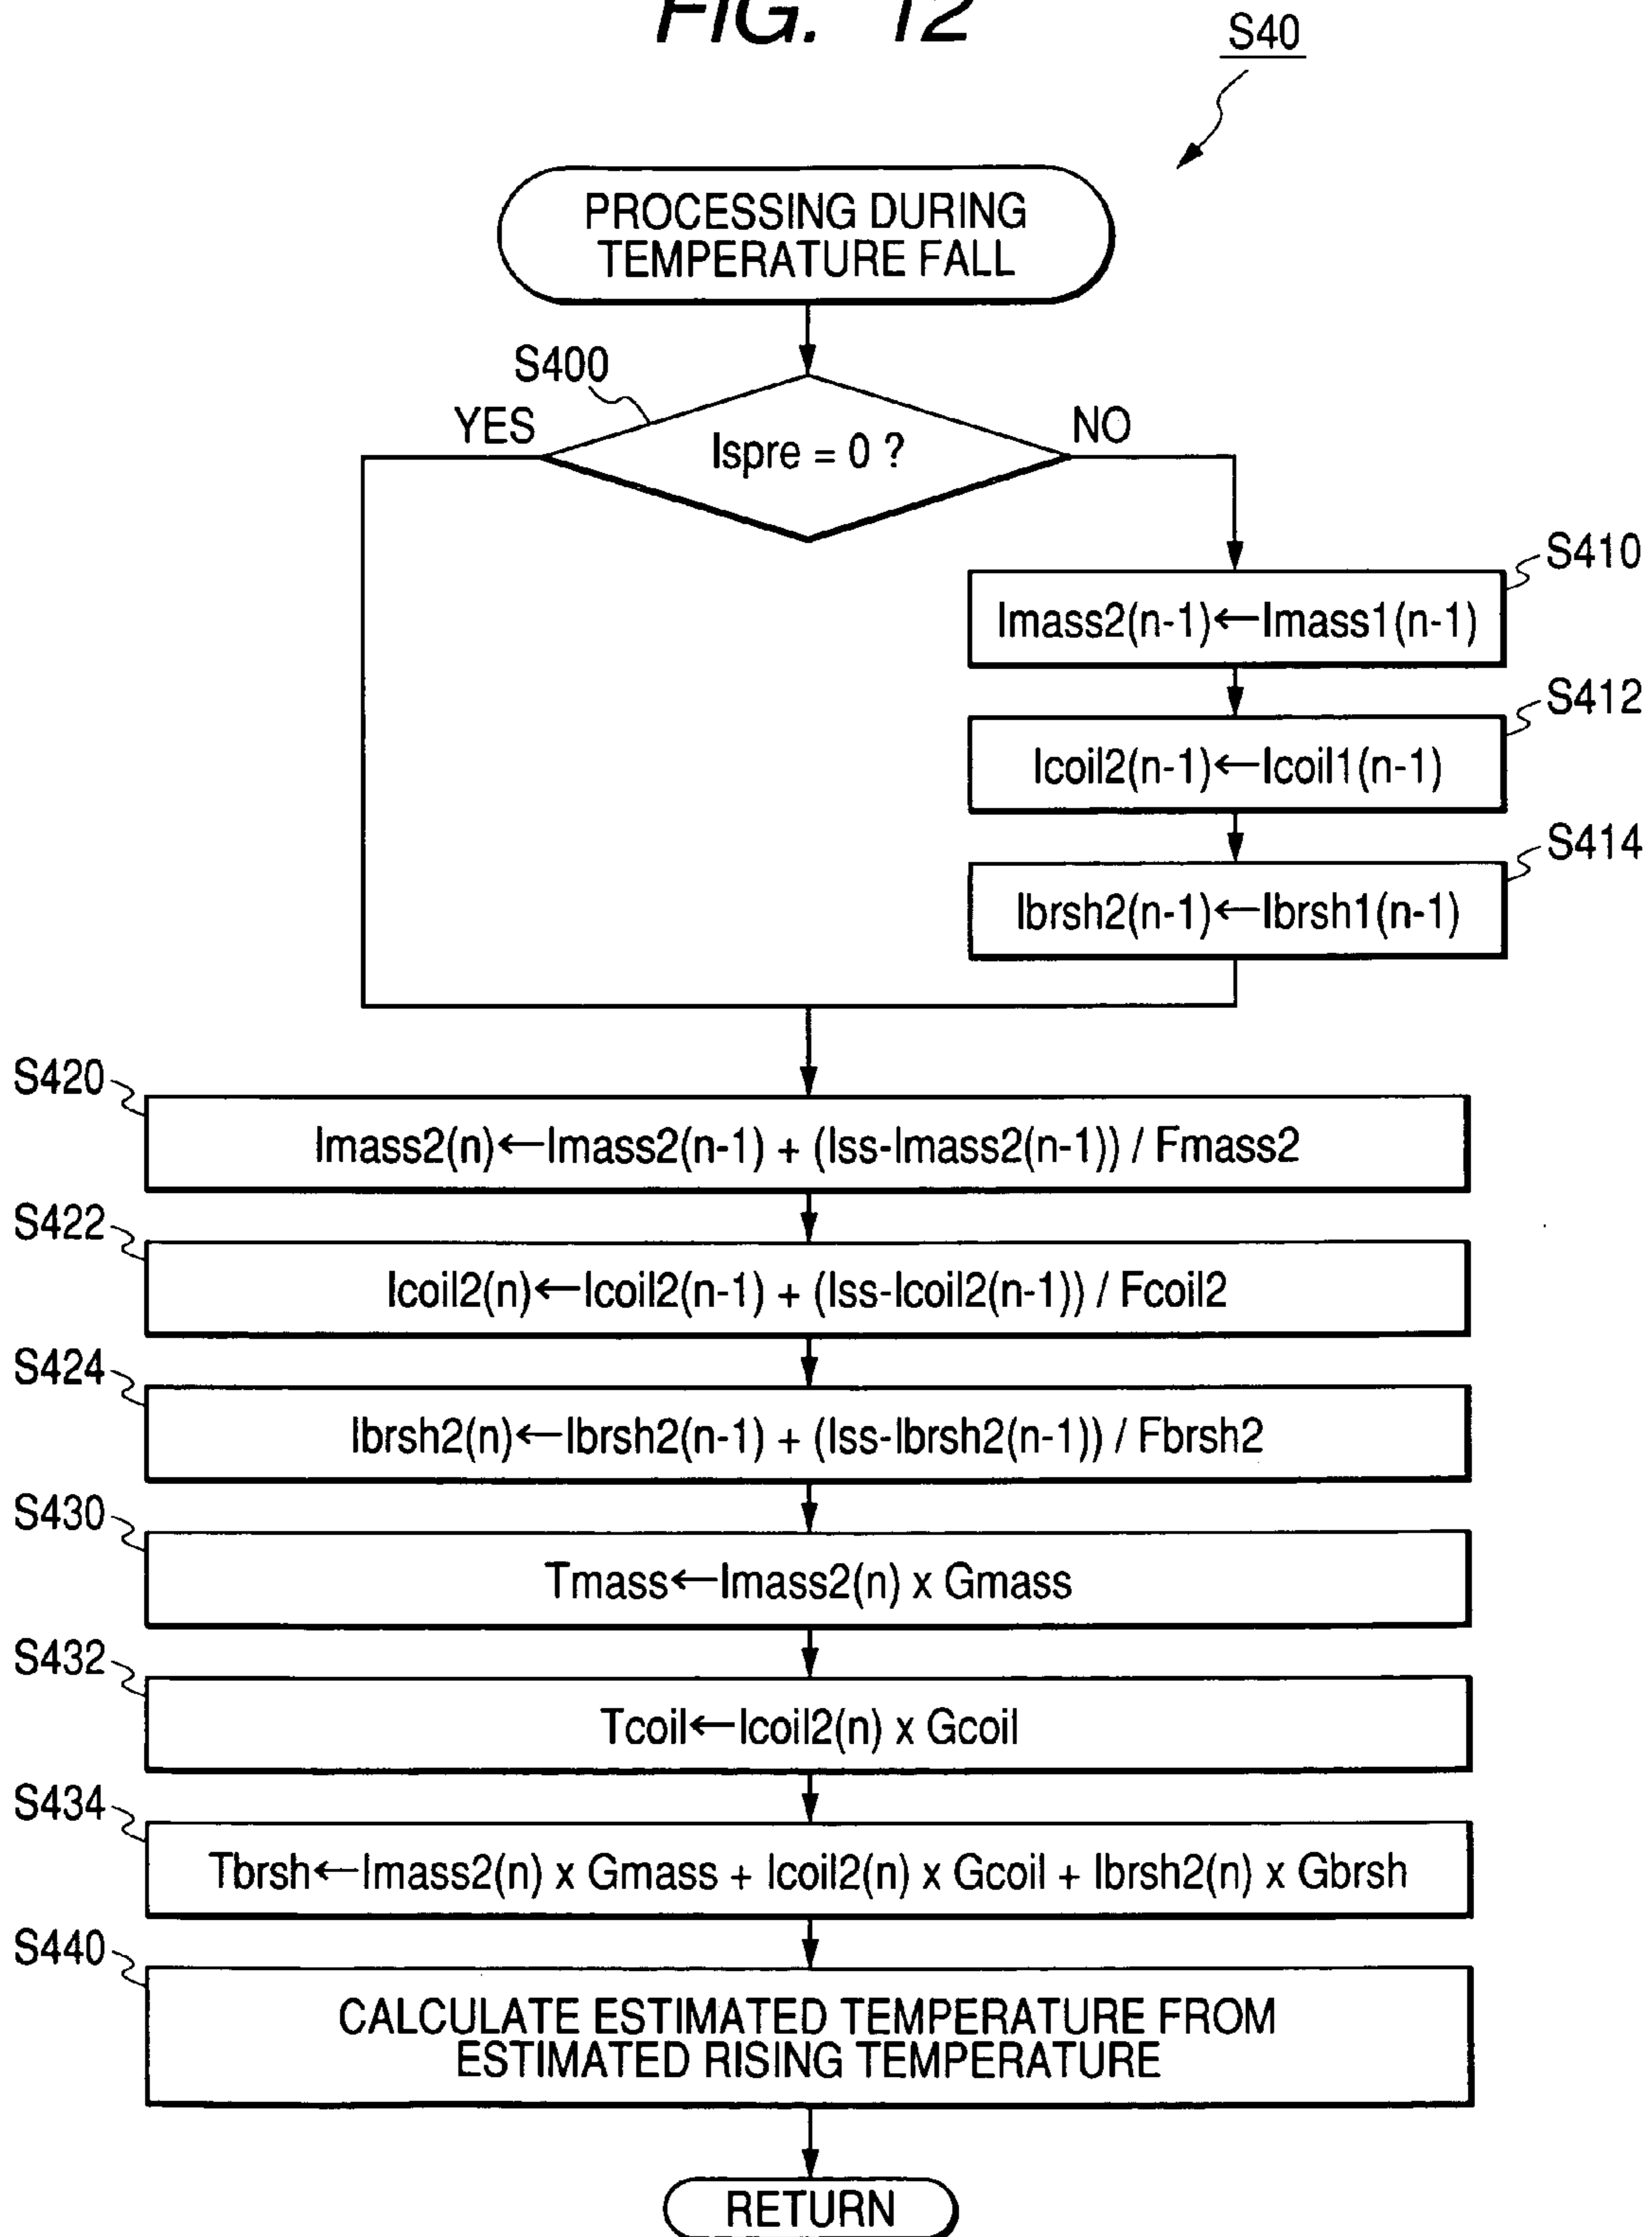 FIG. 12
S40
PROCESSING DURING
TEMPERATURE FALL
S400
YES
Ispre = 0 ?
NO
S410
Imass2(n-1)←Imass1(n-1)
S412
Icoil2(n-1)←Icoil1(n-1)
S414
Ibrsh2(n-1)←Ibrsh1(n-1)
S420
Imass2(n)←Imass2(n-1) + (Iss-Imass2(n-1)) / Fmass2
S422
Icoil2(n)←Icoil2(n-1) + (Iss-Icoil2(n-1)) / Fcoil2
S424
Ibrsh2(n)←Ibrsh2(n-1) + (Iss-Ibrsh2(n-1)) / Fbrsh2
S430
Tmass←Imass2(n) x Gmass
S432
Tcoil←Icoil2(n) x Gcoil
S434
Tbrsh←Imass2(n) x Gmass + Icoil2(n) x Gcoil + Ibrsh2(n) x Gbrsh
S440
CALCULATE ESTIMATED TEMPERATURE FROM
ESTIMATED RISING TEMPERATURE
RETURN